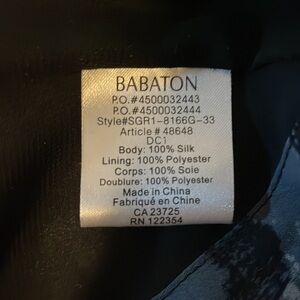 BABATON
P.O.#4500032443
P.O.#4500032444
Style#SGR1-8166G-33
Article # 48648
DC1
Body: 100% Silk
Lining: 100% Polyester
Corps: 100% Soie
Doublure: 100% Polyester
Made in China
Fabriqué en Chine
CA 23725
RN 122354